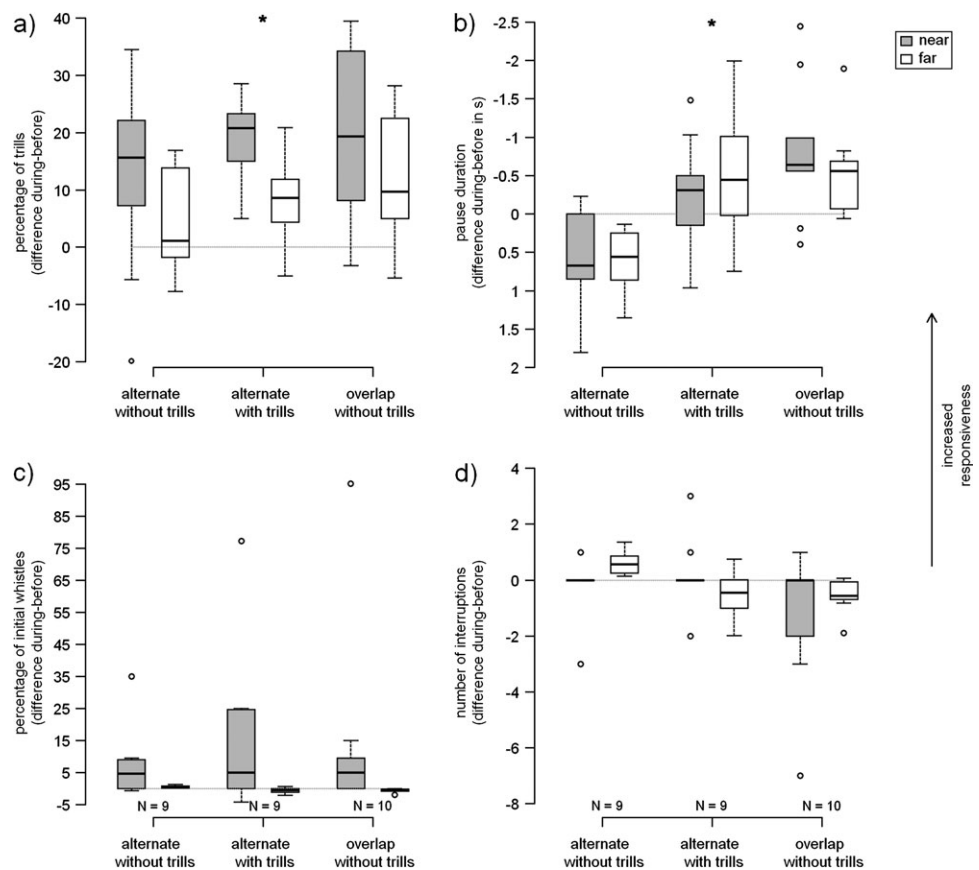 a)
*
percentage of trills
(difference during-before)
40
30
20
10
0
-10
-20
alternate
without trills
alternate
with trills
overlap
without trills
b)
*
pause duration
(difference during-before in s)
-2.5
-2
-1.5
-1
-0.5
0
0.5
1
1.5
2
alternate
without trills
alternate
with trills
overlap
without trills
near
far
increased
responsiveness
c)
percentage of initial whistles
(difference during-before)
95
85
75
65
55
45
35
25
15
5
-5
N = 9
N = 9
N = 10
alternate
without trills
alternate
with trills
overlap
without trills
d)
number of interruptions
(difference during-before)
4
2
0
-2
-4
-6
-8
N = 9
N = 9
N = 10
alternate
without trills
alternate
with trills
overlap
without trills